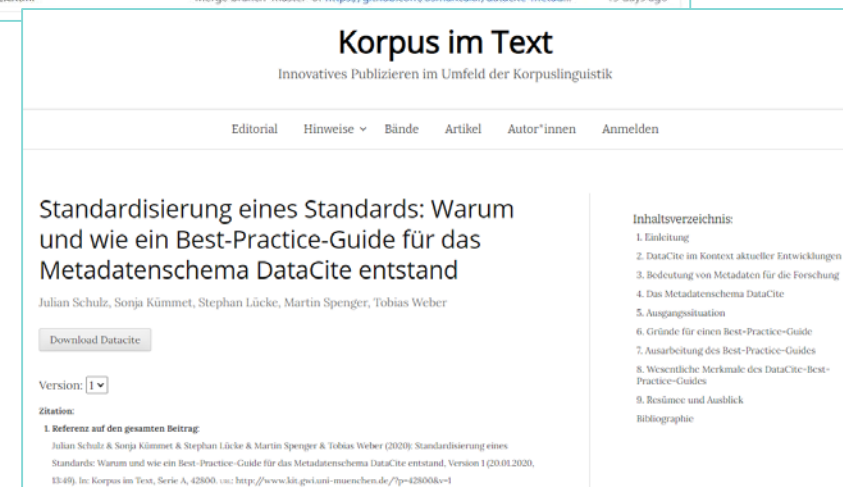 Korpus im Text
Innovatives Publizieren im Umfeld der Korpuslinguistik
Editorial Hinweise Bände Artikel Autor*innen Anmelden
Standardisierung eines Standards: Warum
und wie ein Best-Practice-Guide für das
Metadatenschema DataCite entstand
Julian Schulz, Sonja Kümmet, Stephan Lücke, Martin Spenger, Tobias Weber
Download Datacite
Version: 1
Zitation:
1. Referenz auf den gesamten Beitrag:
Julian Schulz & Sonja Kümmet & Stephan Lücke & Martin Spenger & Tobias Weber (2020): Standardisierung eines
Standards: Warum und wie ein Best-Practice-Guide für das Metadatenschema DataCite entstand, Version 1 (20.01.2020,
13:49). In: Korpus im Text, Serie A, 42800. url: http://www.kit.gwi.uni-muenchen.de/?p=42800&v=1
Inhaltsverzeichnis:
1. Einleitung
2. DataCite im Kontext aktueller Entwicklungen
3. Bedeutung von Metadaten für die Forschung
4. Das Metadatenschema DataCite
5. Ausgangssituation
6. Gründe für einen Best-Practice-Guide
7. Ausarbeitung des Best-Practice-Guides
8. Wesentliche Merkmale des DataCite-Best-
Practice-Guides
9. Resümee und Ausblick
Bibliographie